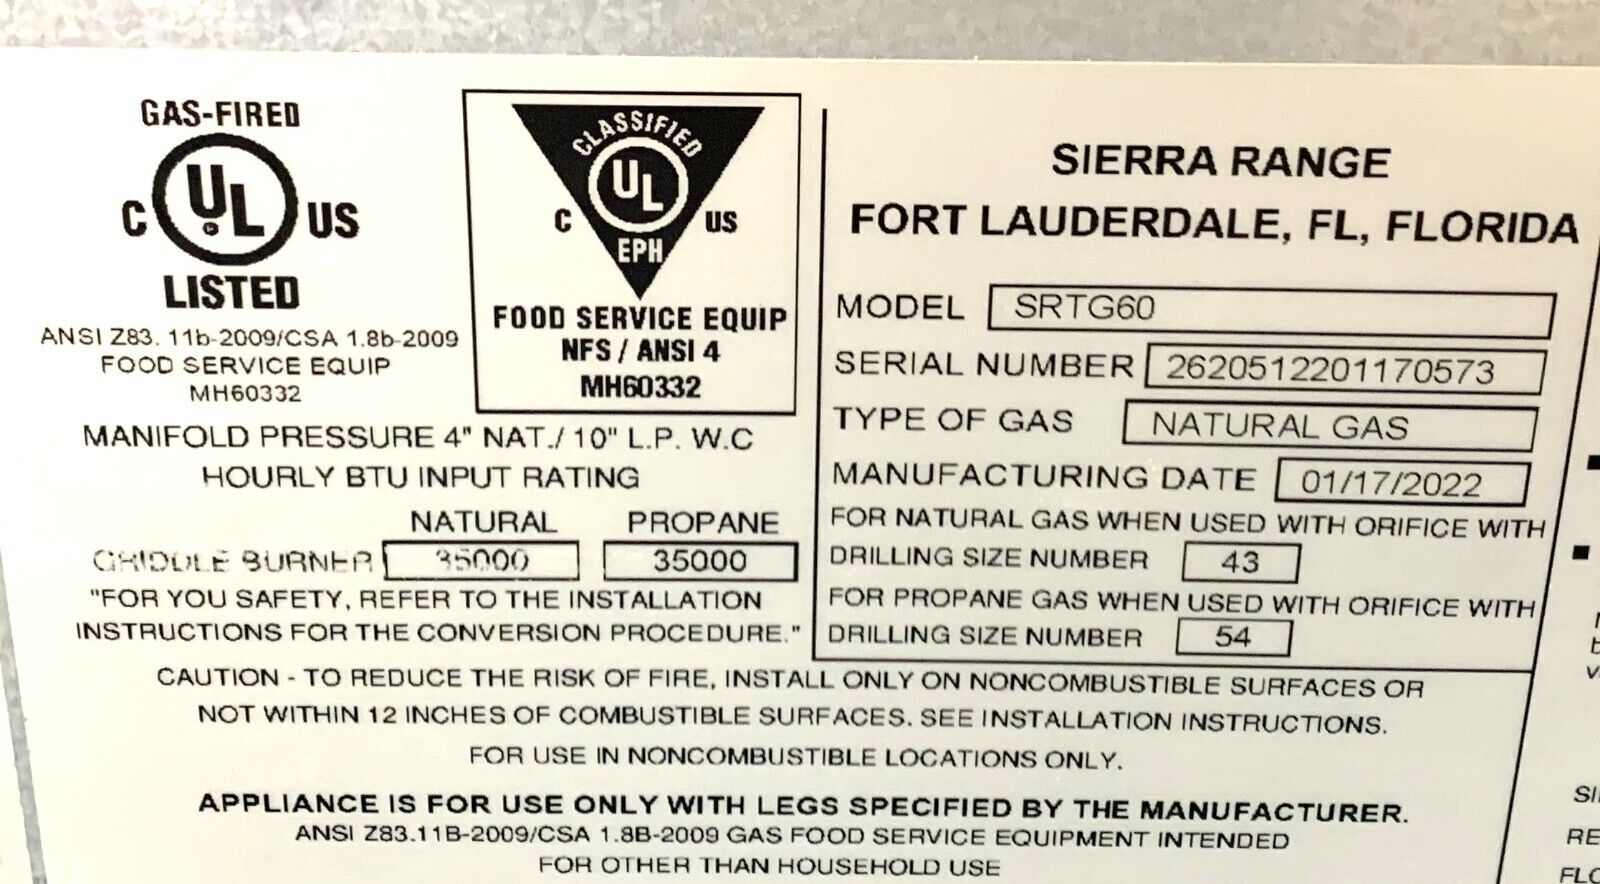 GAS-FIRED
C UL US
LISTED
ANSI Z83. 11b-2009/CSA 1.8b-2009
FOOD SERVICE EQUIP
MH60332
CLASSIFIED
C UL US
EPH
FOOD SERVICE EQUIP
NFS / ANSI 4
MH60332
MANIFOLD PRESSURE 4" NAT./ 10" L.P. W.C
HOURLY BTU INPUT RATING
NATURAL PROPANE
GRIDDLE BURNER 35000 35000
"FOR YOU SAFETY, REFER TO THE INSTALLATION
INSTRUCTIONS FOR THE CONVERSION PROCEDURE."
SIERRA RANGE
FORT LAUDERDALE, FL, FLORIDA
MODEL SRTG60
SERIAL NUMBER 2620512201170573
TYPE OF GAS NATURAL GAS
MANUFACTURING DATE 01/17/2022
FOR NATURAL GAS WHEN USED WITH ORIFICE WITH
DRILLING SIZE NUMBER 43
FOR PROPANE GAS WHEN USED WITH ORIFICE WITH
DRILLING SIZE NUMBER 54
CAUTION - TO REDUCE THE RISK OF FIRE, INSTALL ONLY ON NONCOMBUSTIBLE SURFACES OR
NOT WITHIN 12 INCHES OF COMBUSTIBLE SURFACES. SEE INSTALLATION INSTRUCTIONS.
FOR USE IN NONCOMBUSTIBLE LOCATIONS ONLY.
APPLIANCE IS FOR USE ONLY WITH LEGS SPECIFIED BY THE MANUFACTURER.
ANSI Z83.11B-2009/CSA 1.8B-2009 GAS FOOD SERVICE EQUIPMENT INTENDED
FOR OTHER THAN HOUSEHOLD USE